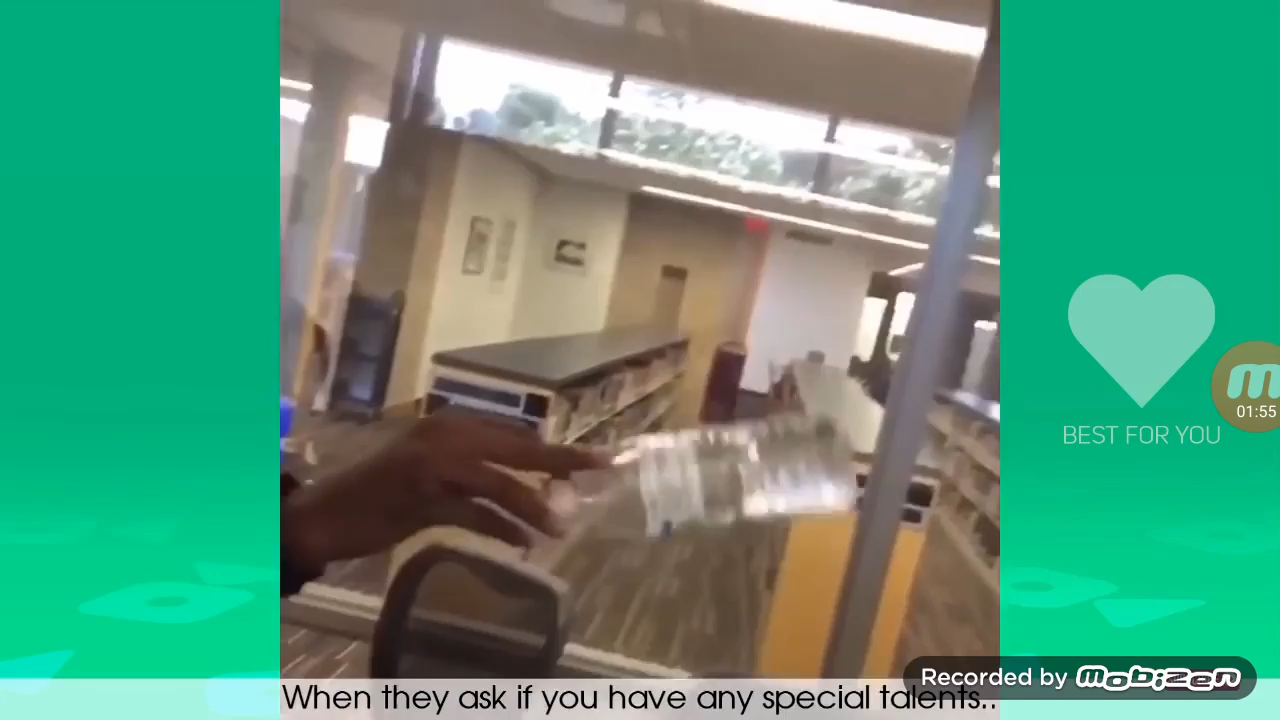 BEST FOR YOU
01:55
Recorded by mobizen
When they ask if you have any special talents..